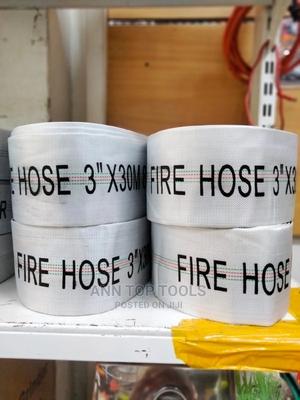 E HOSE 3"X30M
FIRE HOSE 3"X3
FIRE HOSE 3"X3
FIRE HOSE
ANN TOP TOOLS
POSTED ON JIJI